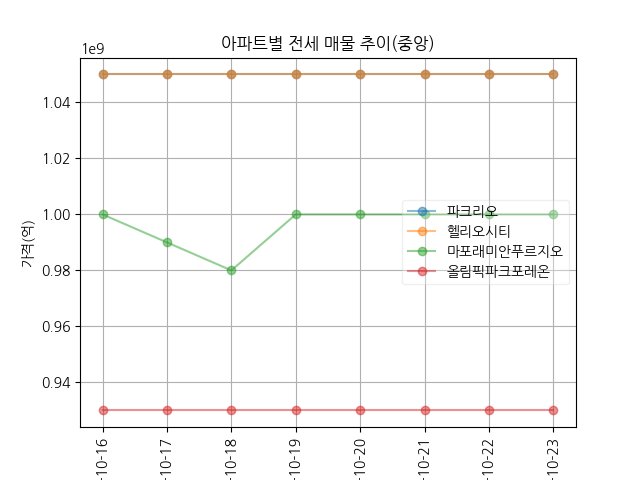 아파트별 전세 매물 추이(중앙)
1e9
가격(억)
1.04
1.02
1.00
0.98
0.96
0.94
파크리오
헬리오시티
마포래미안푸르지오
올림픽파크포레온
-10-16
-10-17
-10-18
-10-19
-10-20
-10-21
-10-22
-10-23